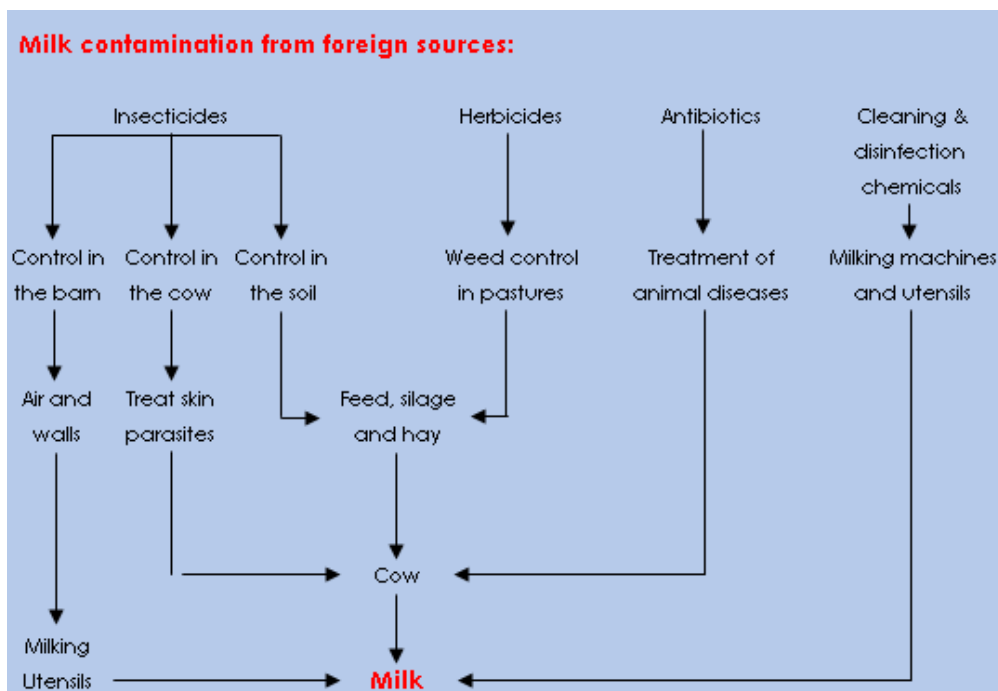 Milk contamination from foreign sources:
Insecticides
Herbicides
Antibiotics
Cleaning &
disinfection
chemicals
Control in
the barn
Control in
the cow
Control in
the soil
Weed control
in pastures
Treatment of
animal diseases
Milking machines
and utensils
Air and
walls
Treat skin
parasites
Feed, silage
and hay
Cow
Milking
Utensils
Milk